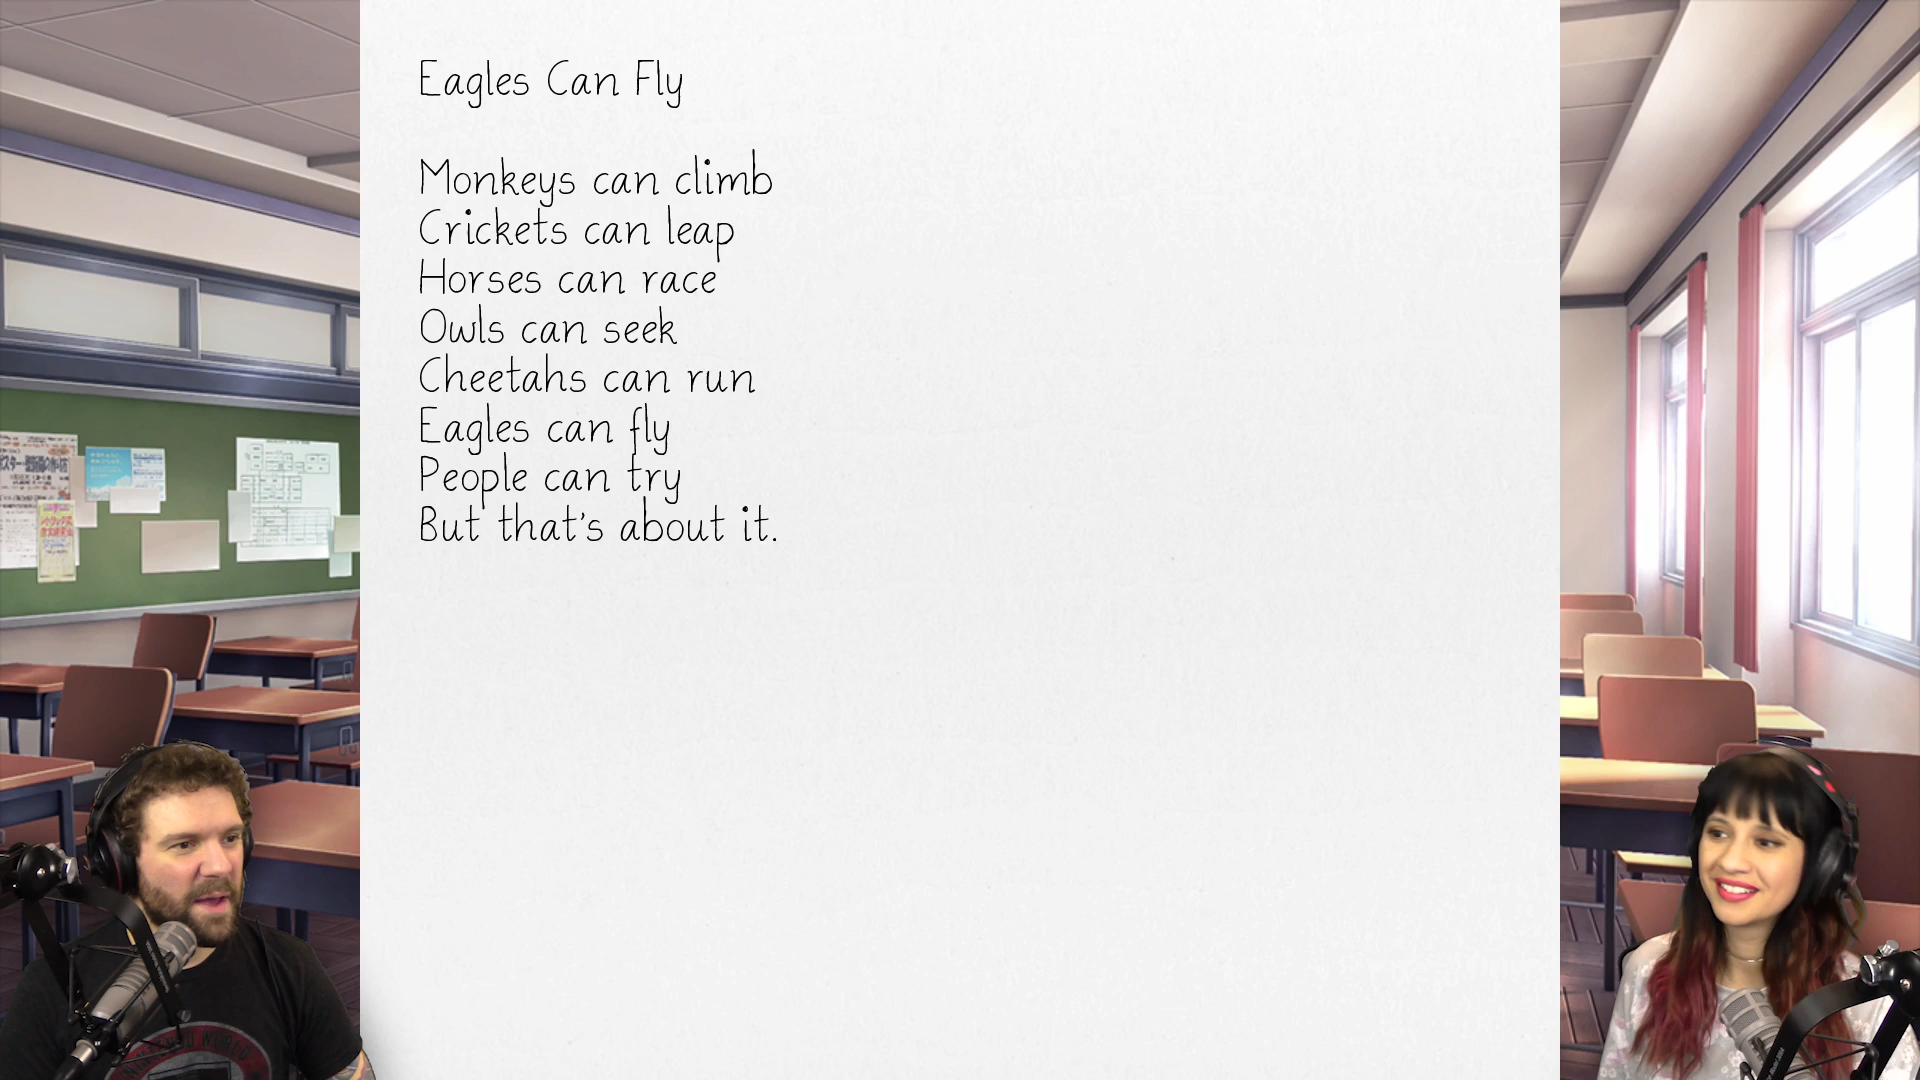 Eagles Can Fly
Monkeys can climb
Crickets can leap
Horses can race
Owls can seek
Cheetahs can run
Eagles can fly
People can try
But that's about it.